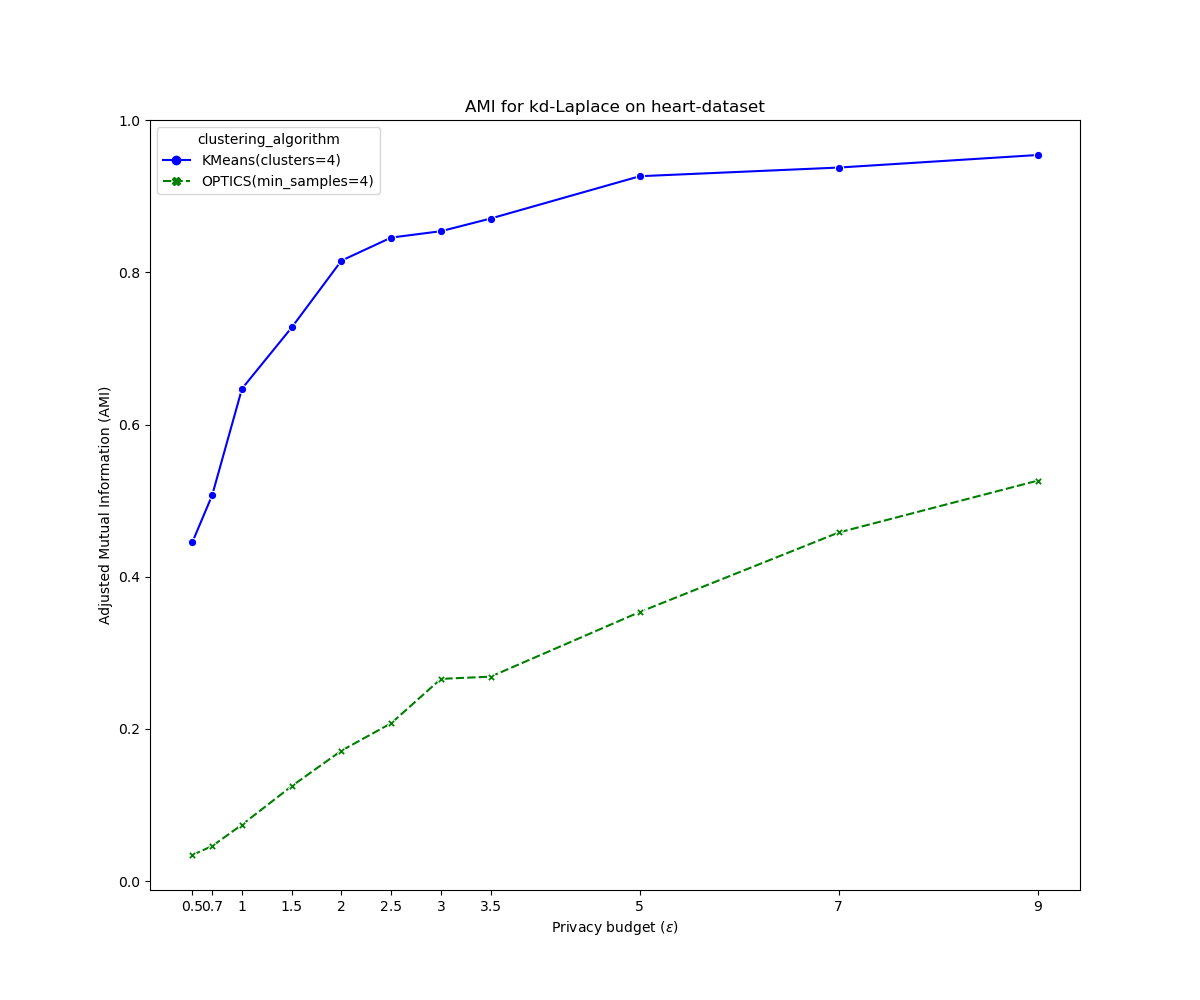 AMI for kd-Laplace on heart-dataset
clustering_algorithm
KMeans(clusters=4)
OPTICS(min_samples=4)
Adjusted Mutual Information (AMI)
1.0
0.8
0.6
0.4
0.2
0.0
0.5 0.7 1 1.5 2 2.5 3 3.5 5 7 9
Privacy budget (ε)